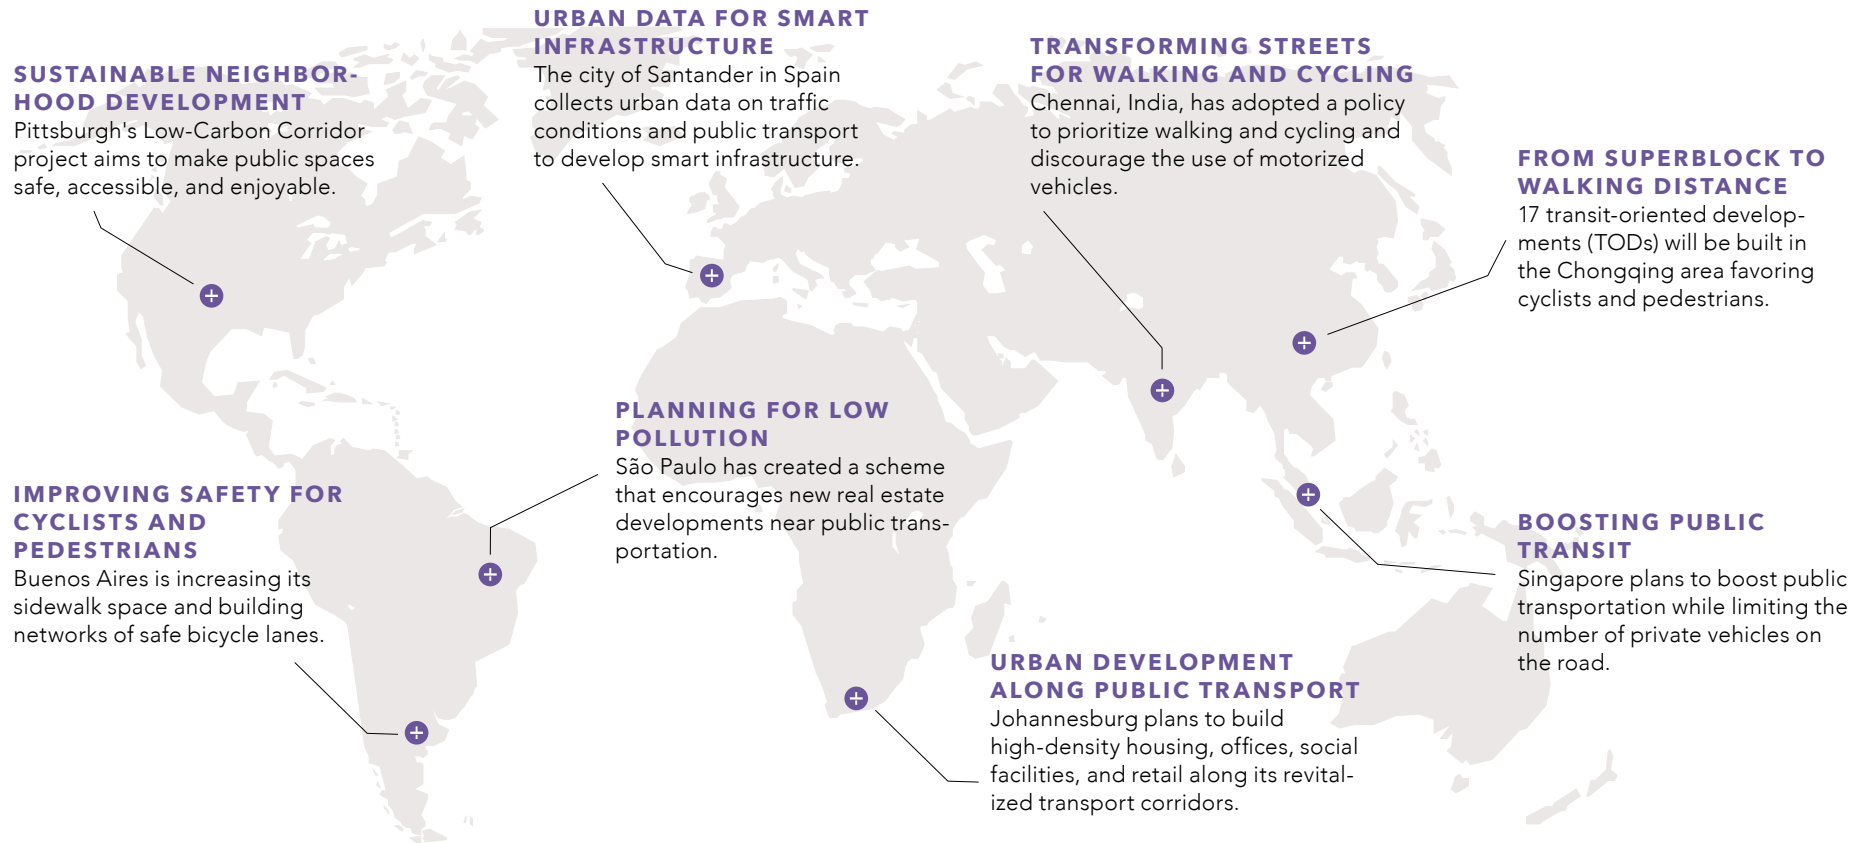 SUSTAINABLE NEIGHBOR-
HOOD DEVELOPMENT
Pittsburgh's Low-Carbon Corridor
project aims to make public spaces
safe, accessible, and enjoyable.
URBAN DATA FOR SMART
INFRASTRUCTURE
The city of Santander in Spain
collects urban data on traffic
conditions and public transport
to develop smart infrastructure.
TRANSFORMING STREETS
FOR WALKING AND CYCLING
Chennai, India, has adopted a policy
to prioritize walking and cycling and
discourage the use of motorized
vehicles.
FROM SUPERBLOCK TO
WALKING DISTANCE
17 transit-oriented develop-
ments (TODs) will be built in
the Chongqing area favoring
cyclists and pedestrians.
PLANNING FOR LOW
POLLUTION
São Paulo has created a scheme
that encourages new real estate
developments near public trans-
portation.
IMPROVING SAFETY FOR
CYCLISTS AND
PEDESTRIANS
Buenos Aires is increasing its
sidewalk space and building
networks of safe bicycle lanes.
BOOSTING PUBLIC
TRANSIT
Singapore plans to boost public
transportation while limiting the
number of private vehicles on
the road.
URBAN DEVELOPMENT
ALONG PUBLIC TRANSPORT
Johannesburg plans to build
high-density housing, offices, social
facilities, and retail along its revital-
ized transport corridors.